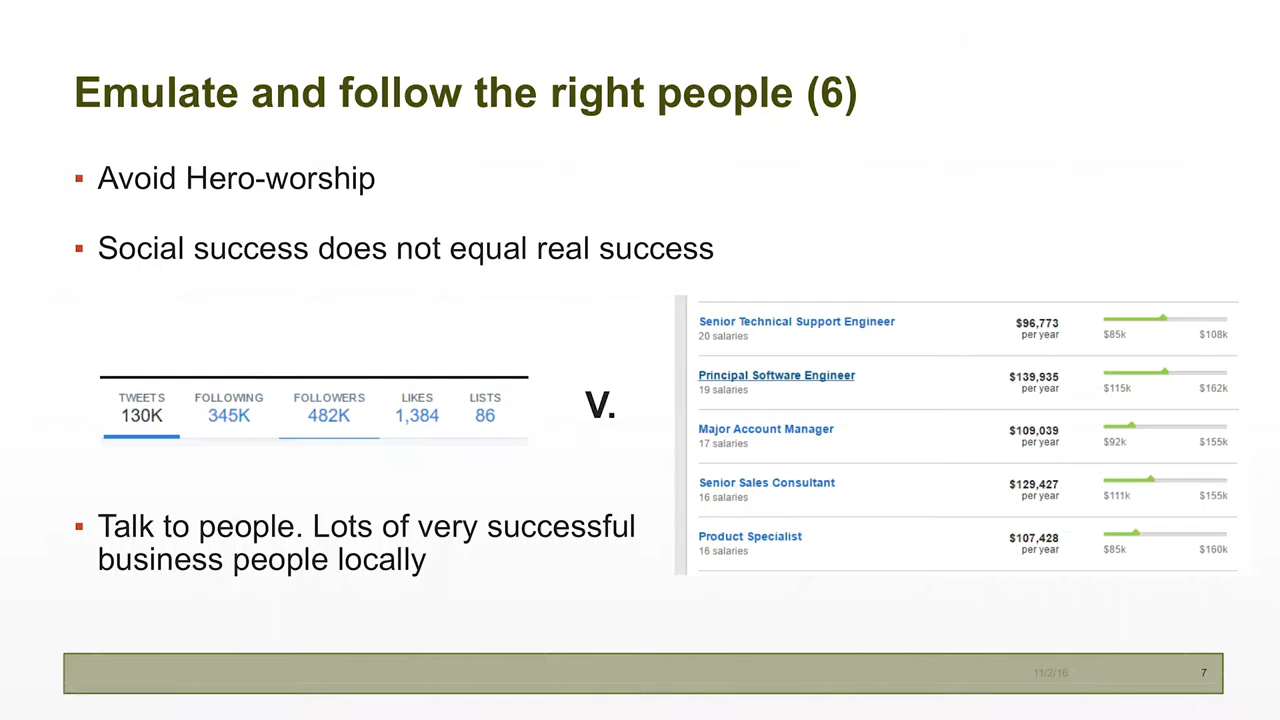 Emulate and follow the right people (6)
▪ Avoid Hero-worship
▪ Social success does not equal real success
TWEETS FOLLOWING FOLLOWERS LIKES LISTS
130K 345K 482K 1,384 86
V.
Senior Technical Support Engineer $96,773
20 salaries per year $85k $108k
Principal Software Engineer $139,935
19 salaries per year $115k $162k
Major Account Manager $109,039
17 salaries per year $92k $155k
Senior Sales Consultant $129,427
16 salaries per year $111k $155k
Product Specialist $107,428
16 salaries per year $85k $160k
▪ Talk to people. Lots of very successful
business people locally
11/2/16 7